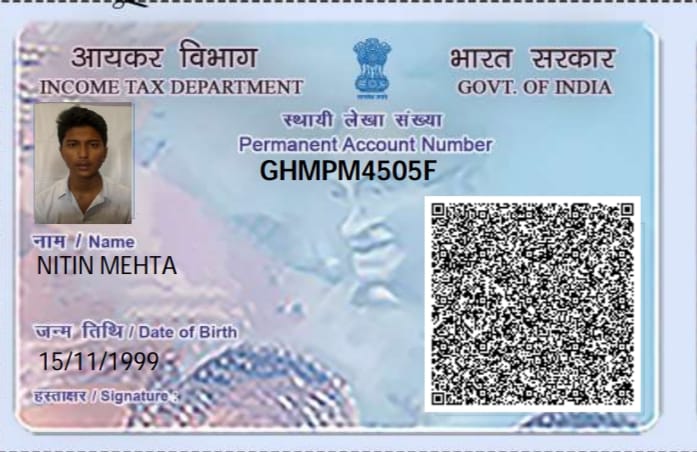 आयकर विभाग
भारत सरकार
INCOME TAX DEPARTMENT
GOVT. OF INDIA
स्थायी लेखा संख्या
Permanent Account Number
GHMPM4505F
नाम / Name
NITIN MEHTA
जन्म तिथि / Date of Birth
15/11/1999
हस्ताक्षर / Signature :